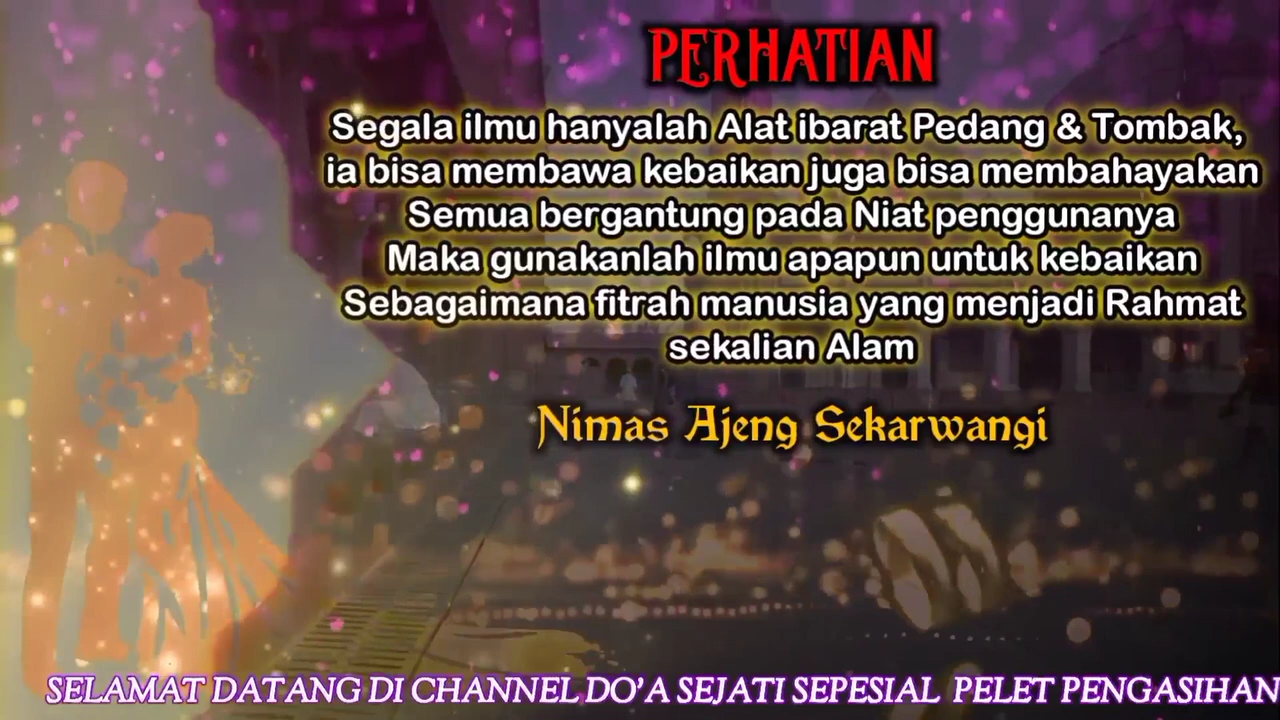 PERHATIAN
Segala ilmu hanyalah Alat ibarat Pedang & Tombak,
ia bisa membawa kebaikan juga bisa membahayakan
Semua bergantung pada Niat penggunanya
Maka gunakanlah ilmu apapun untuk kebaikan
Sebagaimana fitrah manusia yang menjadi Rahmat
sekalian Alam
Nimas Ajeng Sekarwangi
SELAMAT DATANG DI CHANNEL DO'A SEJATI SEPESIAL PELET PENGASIHAN